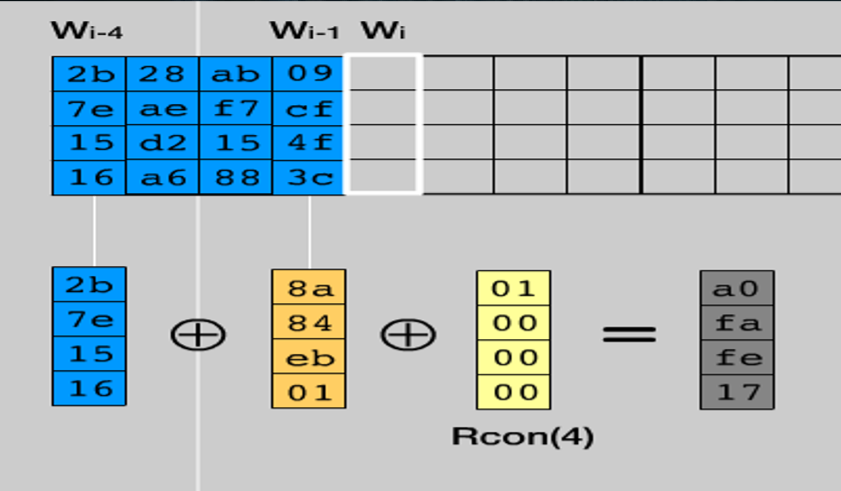 Wi-4 Wi-1 Wi
2b 28 ab 09
7e ae f7 cf
15 d2 15 4f
16 a6 88 3c
2b 8a 01 a0
7e 84 00 fa
15 eb 00 fe
16 01 00 17
⊕ ⊕ =
Rcon(4)